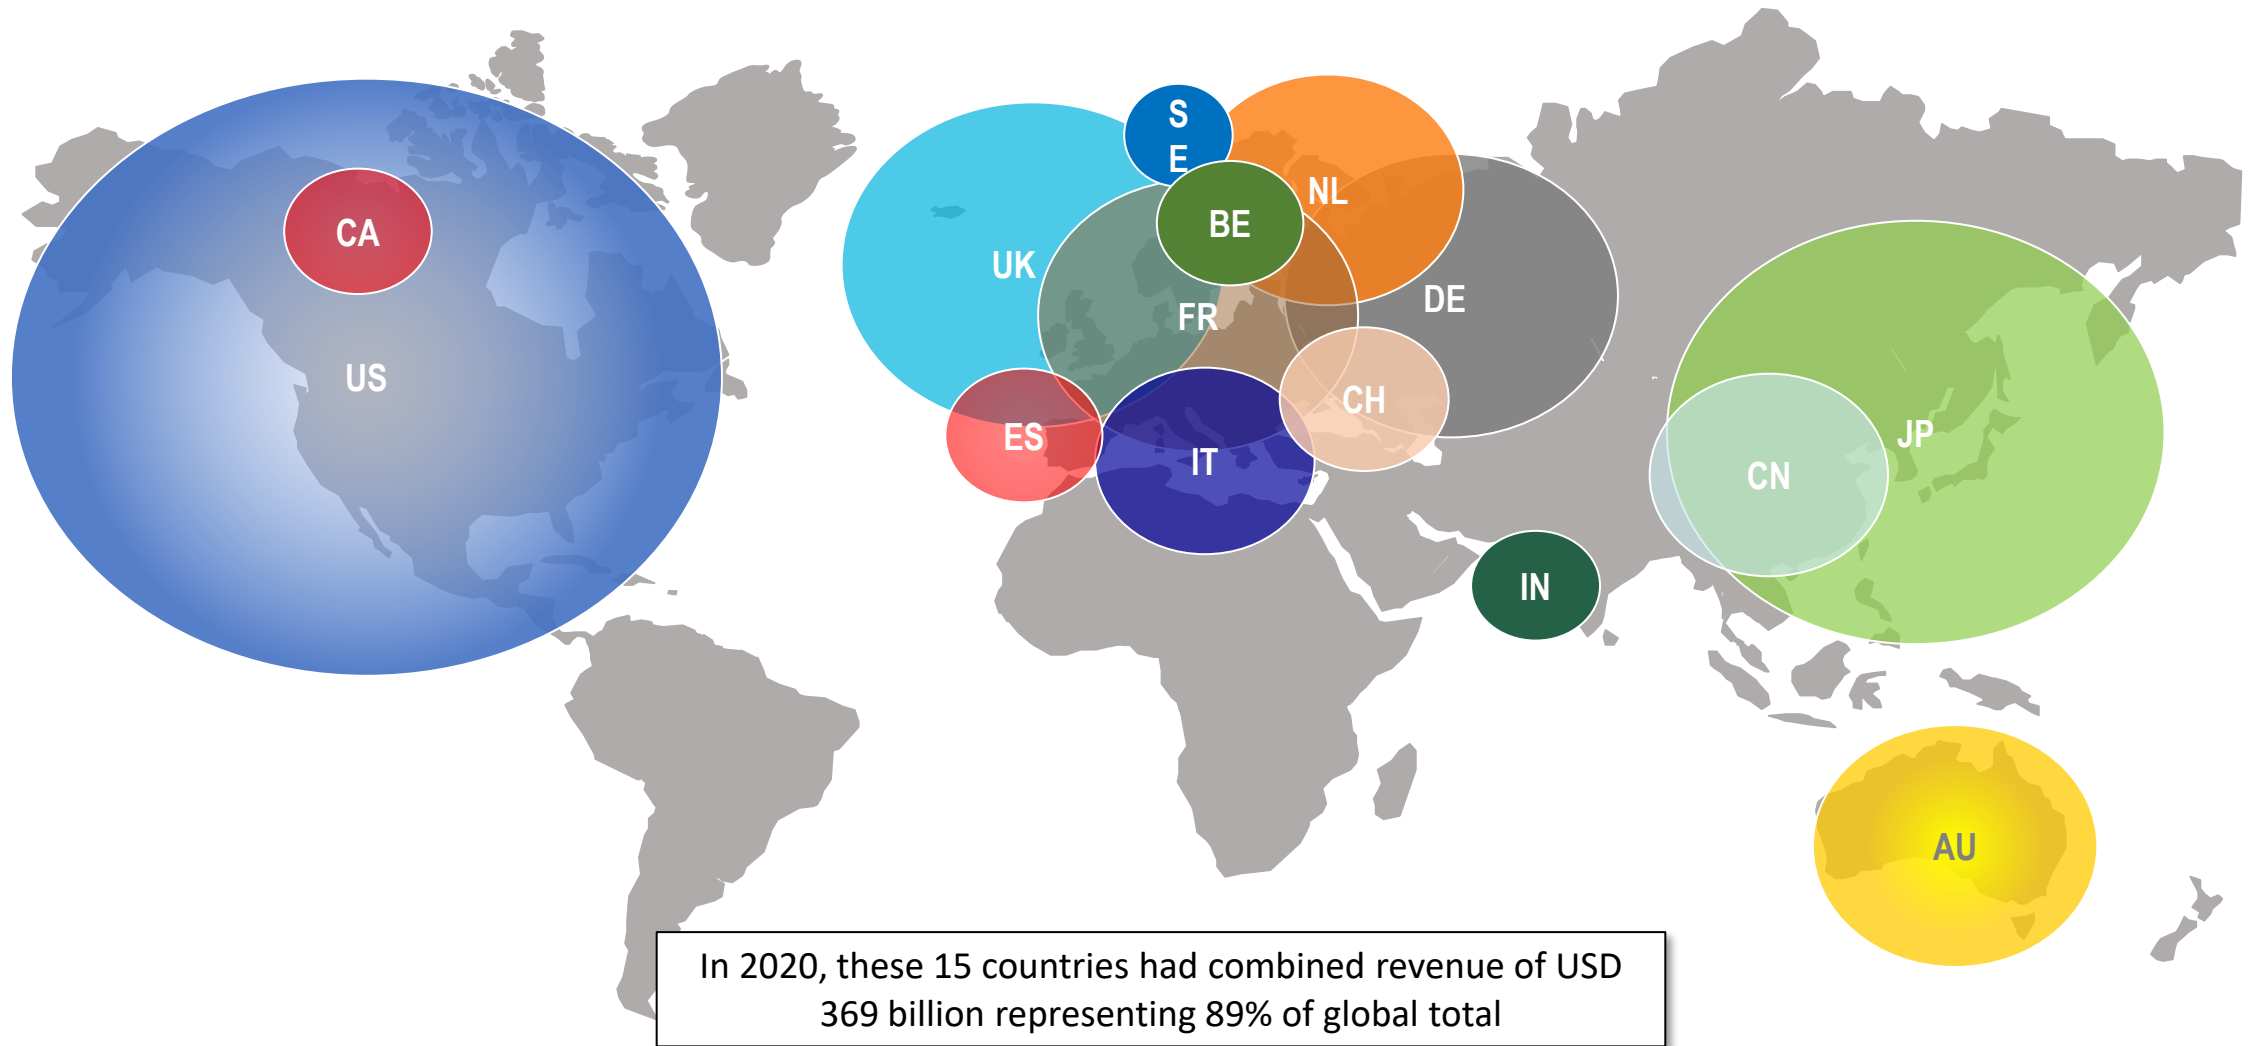 S
E
NL
CA
BE
UK
DE
FR
US
CH
ES
JP
IT
CN
IN
AU
In 2020, these 15 countries had combined revenue of USD
369 billion representing 89% of global total